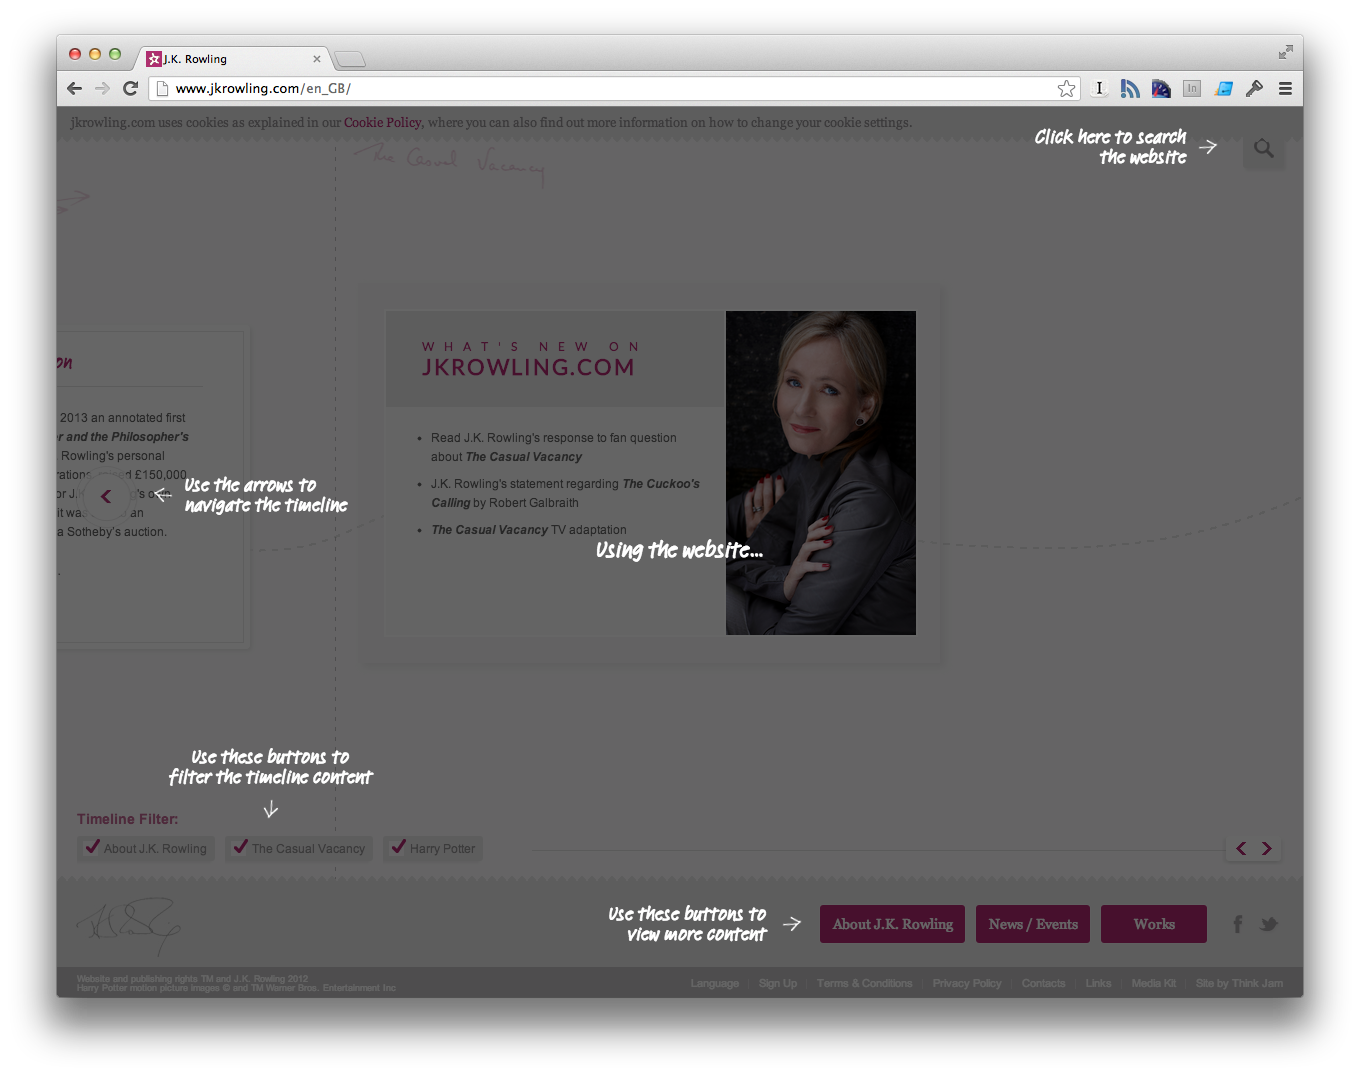 J.K. Rowling
www.jkrowling.com/en_GB/
jkrowling.com uses cookies as explained in our Cookie Policy, where you can also find out more information on how to change your cookie settings.
Click here to search
the website
The Casual Vacancy
WHAT'S NEW ON
JKROWLING.COM
Read J.K. Rowling's response to fan question
about The Casual Vacancy
J.K. Rowling's statement regarding The Cuckoo's
Calling by Robert Galbraith
The Casual Vacancy TV adaptation
on
2013 an annotated first
er and the Philosopher's
Rowling's personal
£150,000
it was an
a Sotheby's auction.
Use the arrows to
navigate the timeline
Using the website...
Use these buttons to
filter the timeline content
Timeline Filter:
About J.K. Rowling
The Casual Vacancy
Harry Potter
Use these buttons to
view more content
About J.K. Rowling
News / Events
Works
Website and publishing rights TM and J.K. Rowling 2012
Harry Potter motion picture images © and TM Warner Bros. Entertainment Inc
Language
Sign Up
Terms & Conditions
Privacy Policy
Contacts
Links
Media Kit
Site by Think Jam